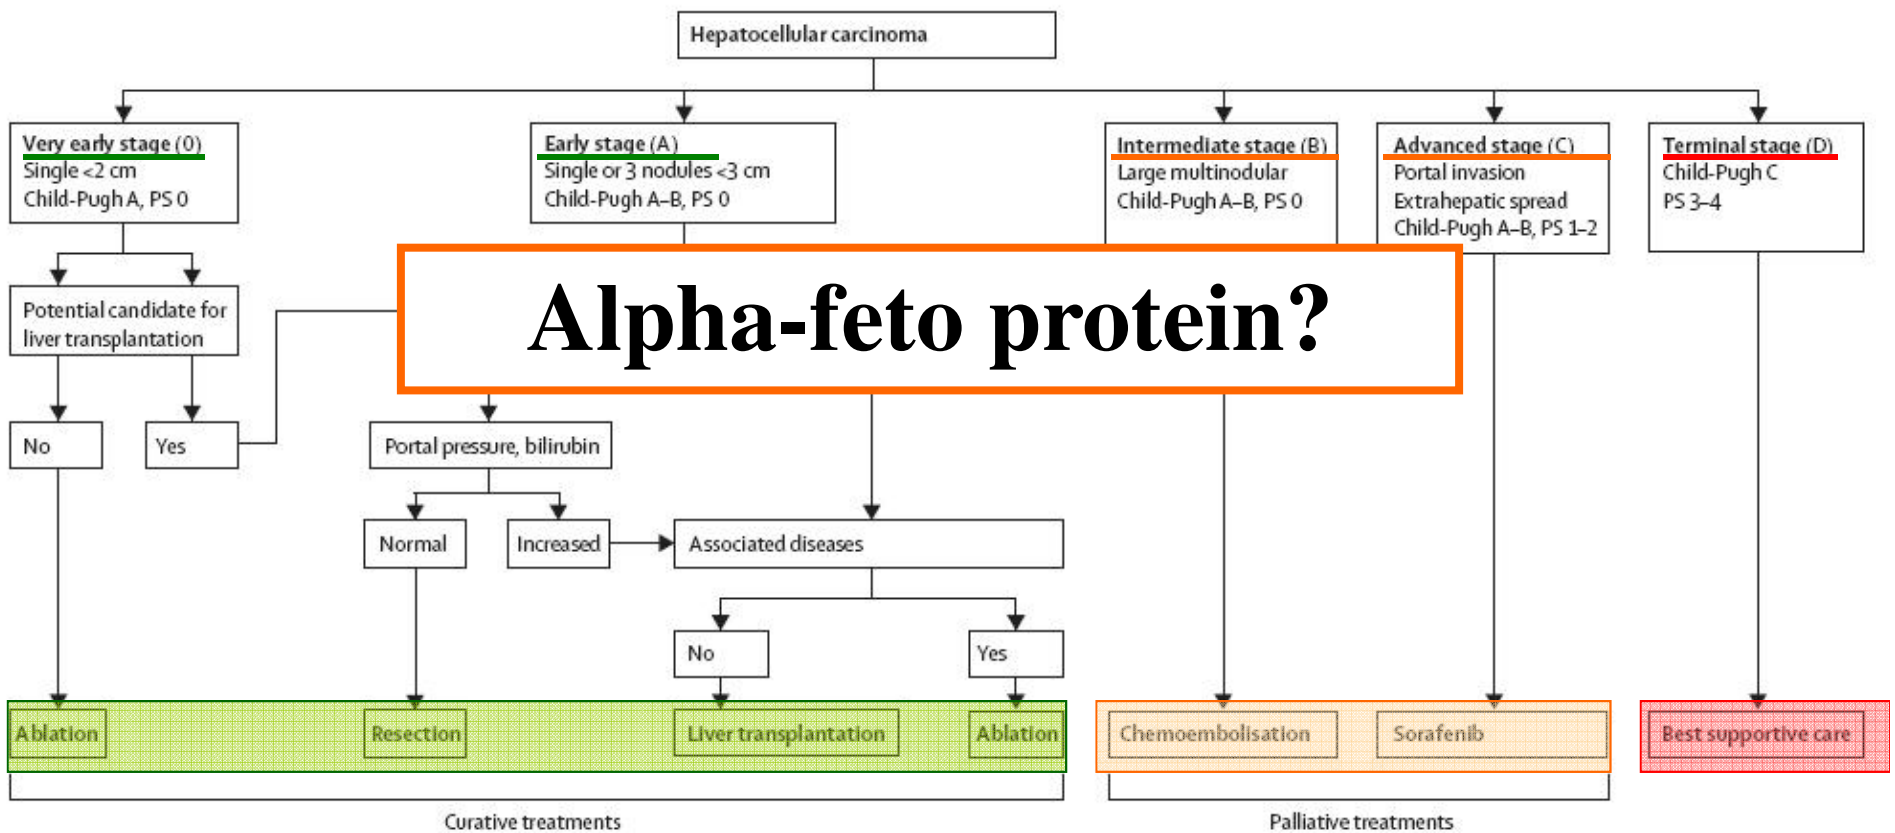 Hepatocellular carcinoma
Very early stage (0)
Single <2 cm
Child-Pugh A, PS 0
Early stage (A)
Single or 3 nodules <3 cm
Child-Pugh A–B, PS 0
Intermediate stage (B)
Large multinodular
Child-Pugh A–B, PS 0
Advanced stage (C)
Portal invasion
Extrahepatic spread
Child-Pugh A–B, PS 1–2
Terminal stage (D)
Child-Pugh C
PS 3–4
Alpha-feto protein?
Potential candidate for
liver transplantation
No
Yes
Portal pressure, bilirubin
Normal
Increased
Associated diseases
No
Yes
Ablation
Resection
Liver transplantation
Ablation
Chemoembolisation
Sorafenib
Best supportive care
Curative treatments
Palliative treatments